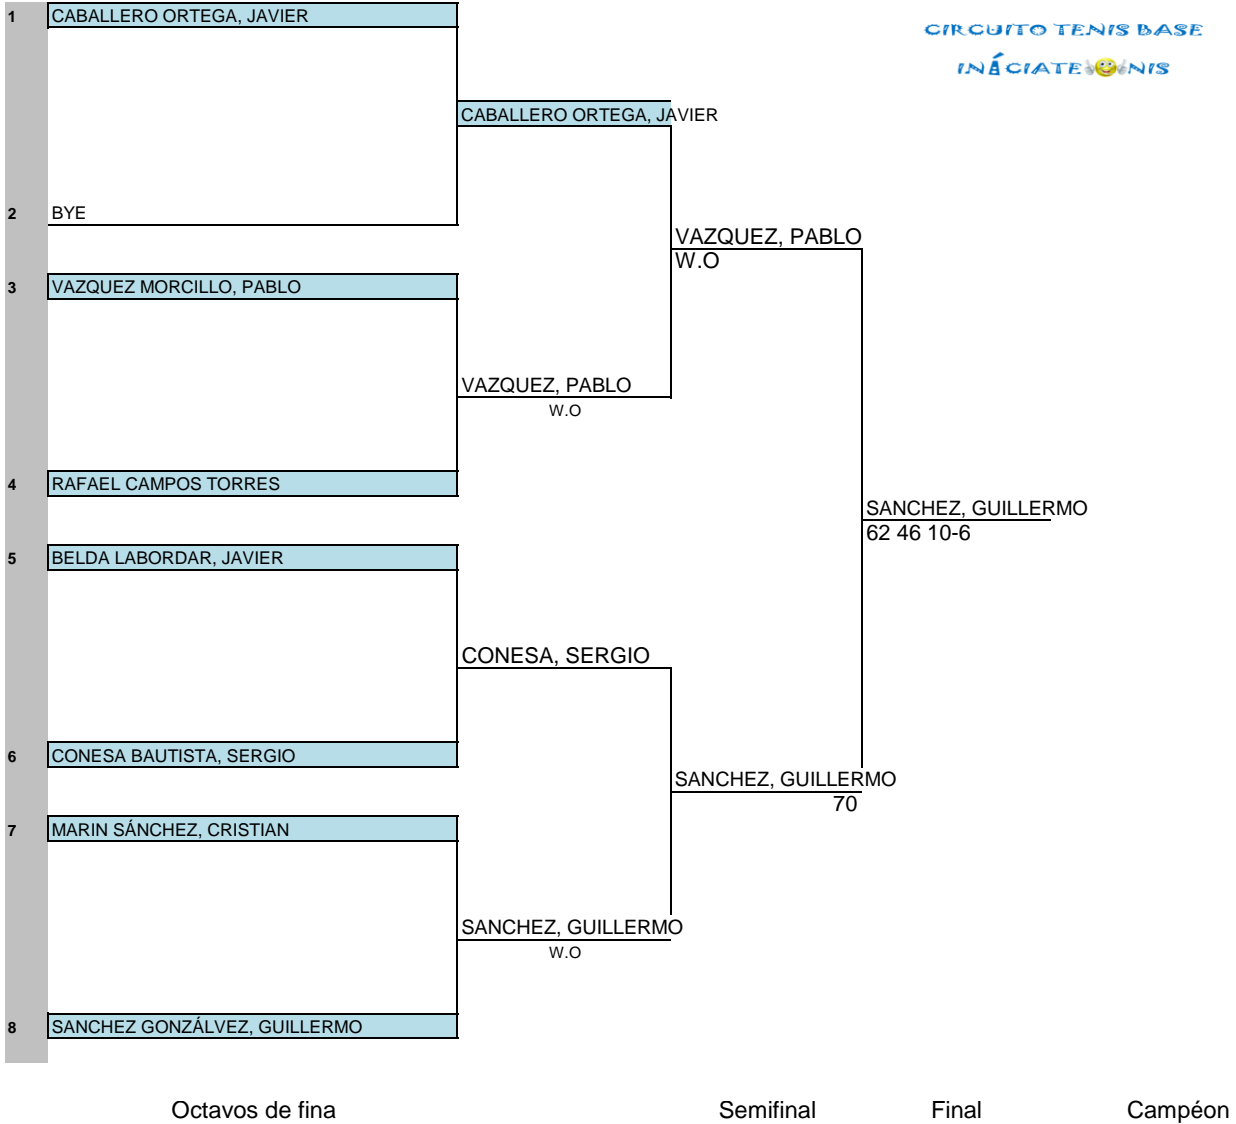 1 CABALLERO ORTEGA, JAVIER
CIRCUITO TENIS BASE
INÁCIATE NIS
CABALLERO ORTEGA, JAVIER
2 BYE
VAZQUEZ, PABLO
W.O
3 VAZQUEZ MORCILLO, PABLO
VAZQUEZ, PABLO
W.O
4 RAFAEL CAMPOS TORRES
SANCHEZ, GUILLERMO
62 46 10-6
5 BELDA LABORDAR, JAVIER
CONESA, SERGIO
6 CONESA BAUTISTA, SERGIO
SANCHEZ, GUILLERMO
70
7 MARIN SÁNCHEZ, CRISTIAN
SANCHEZ, GUILLERMO
W.O
8 SANCHEZ GONZÁLVEZ, GUILLERMO
Octavos de fina Semifinal Final Campéon